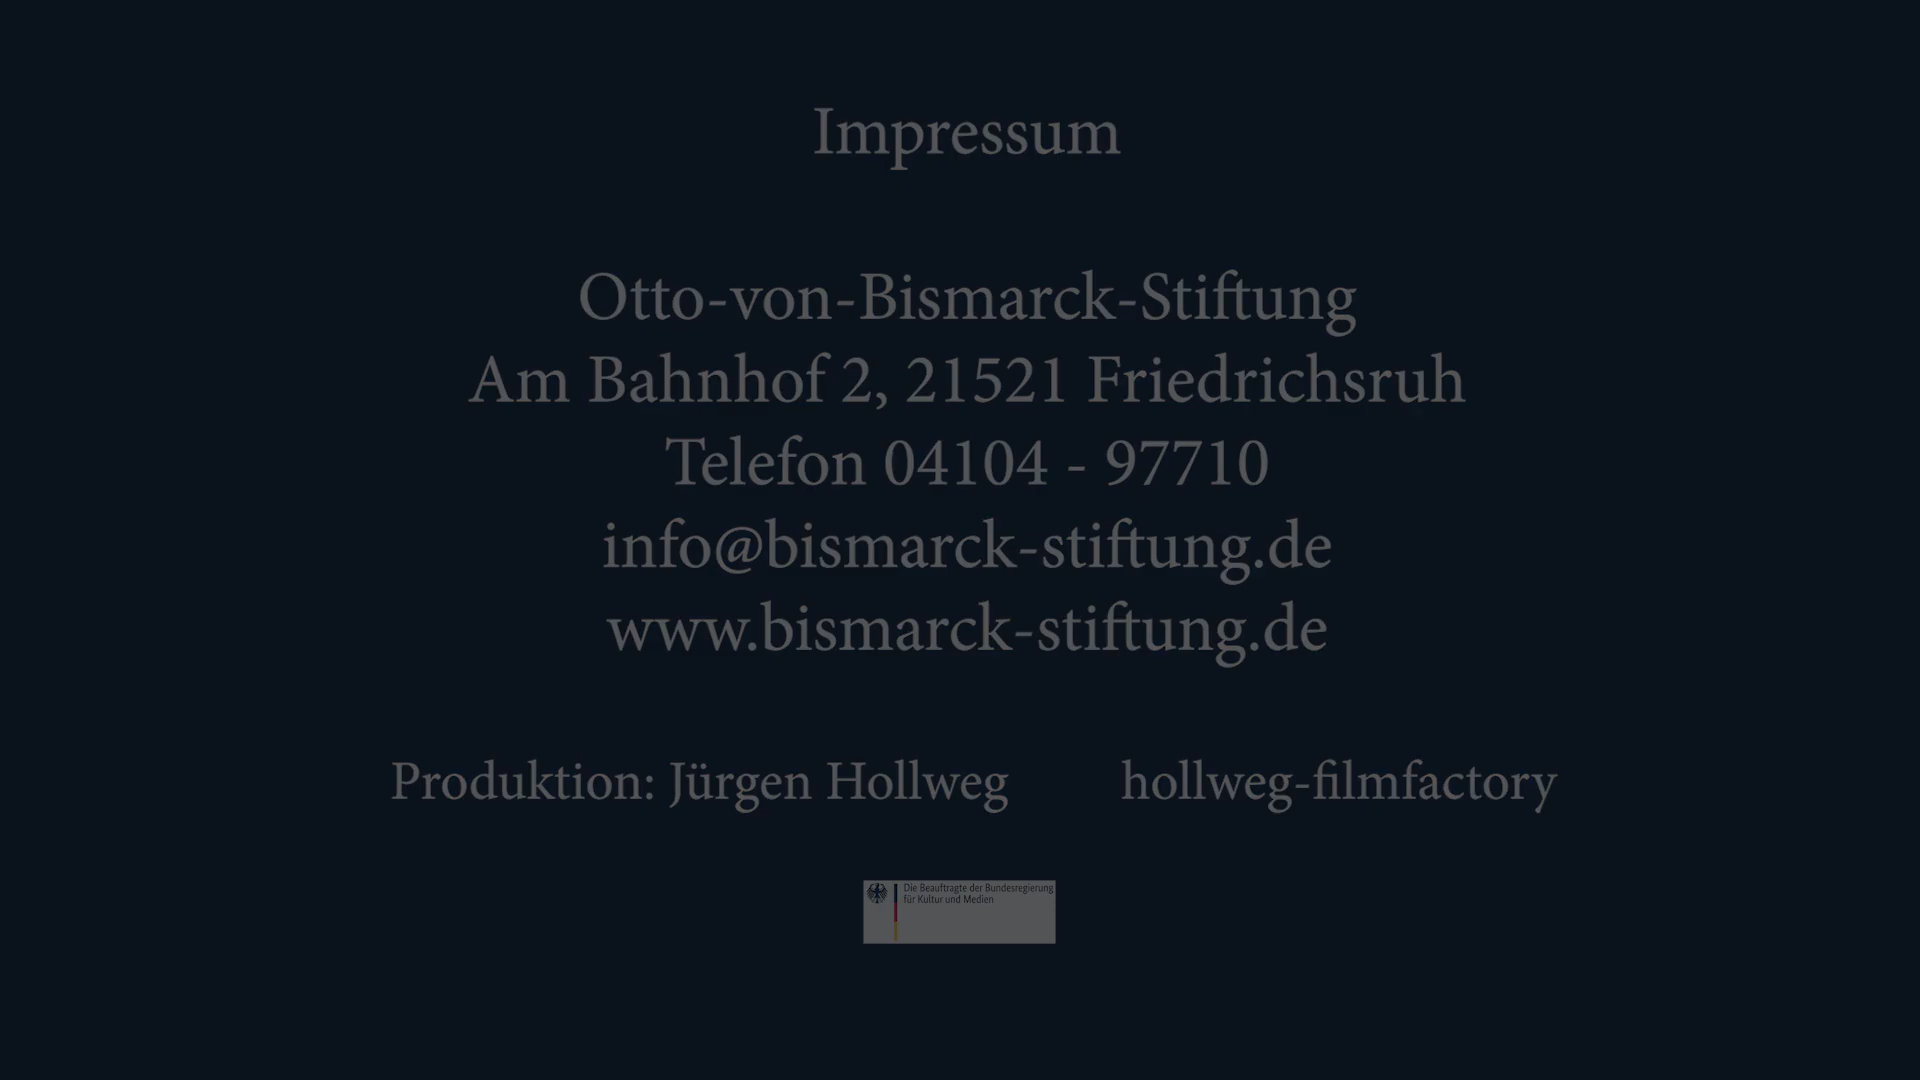 Impressum
Otto-von-Bismarck-Stiftung
Am Bahnhof 2, 21521 Friedrichsruh
Telefon 04104 - 97710
info@bismarck-stiftung.de
www.bismarck-stiftung.de
Produktion: Jürgen Hollweg hollweg-filmfactory
Die Beauftragte der Bundesregierung
für Kultur und Medien